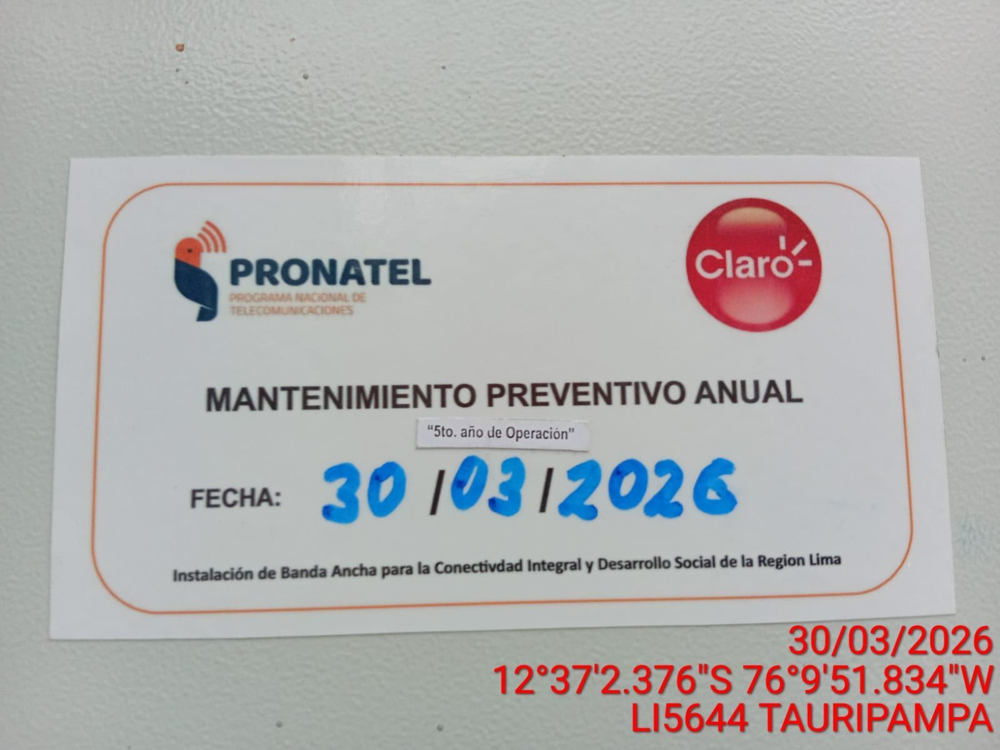 PRONATEL
PROGRAMA NACIONAL DE
TELECOMUNICACIONES
Claro
MANTENIMIENTO PREVENTIVO ANUAL
“5to. año de Operación”
FECHA: 30/03/2026
Instalación de Banda Ancha para la Conectivdad Integral y Desarrollo Social de la Region Lima
30/03/2026
12°37'2.376"S 76°9'51.834"W
LI5644 TAURIPAMPA